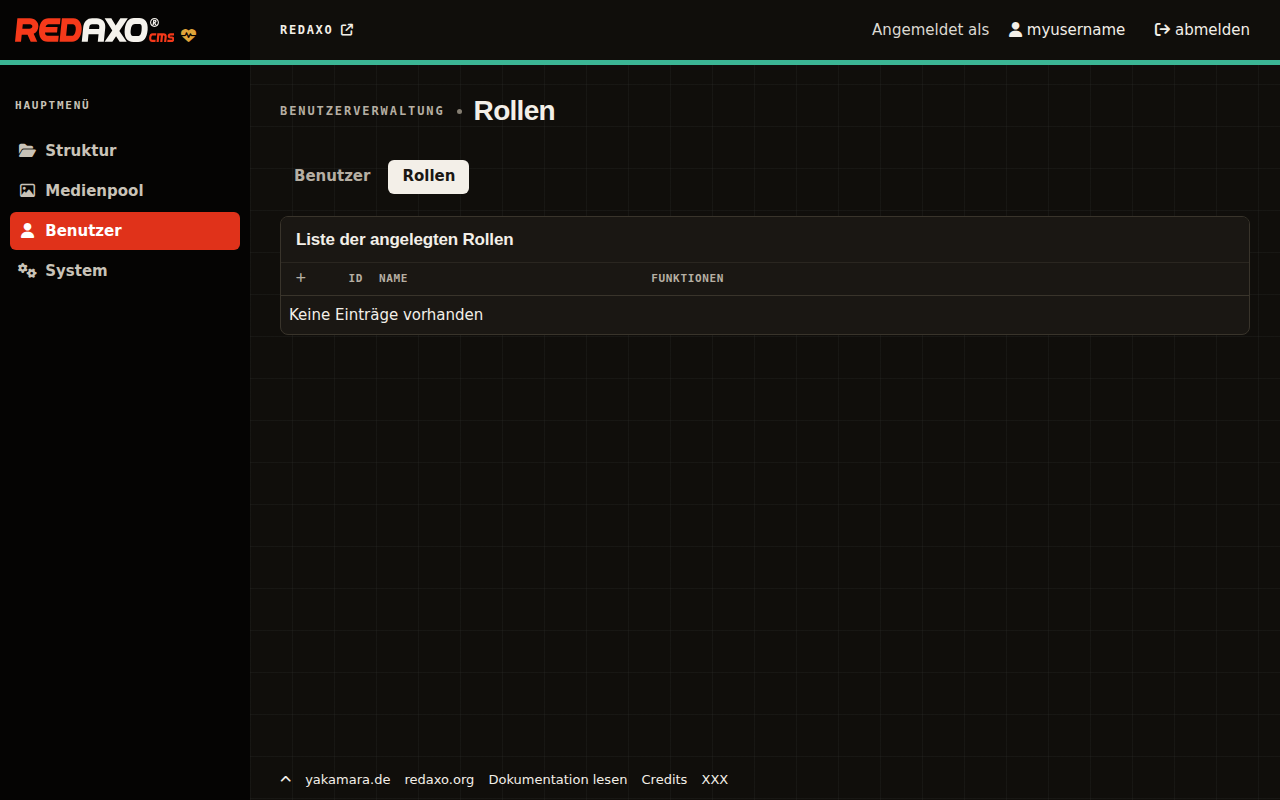 REDAXO® cms
REDAXO
Angemeldet als myusername abmelden
HAUPTMENÜ
Struktur
Medienpool
Benutzer
System
BENUTZERVERWALTUNG • Rollen
Benutzer Rollen
Liste der angelegten Rollen
+ ID NAME FUNKTIONEN
Keine Einträge vorhanden
yakamara.de redaxo.org Dokumentation lesen Credits XXX